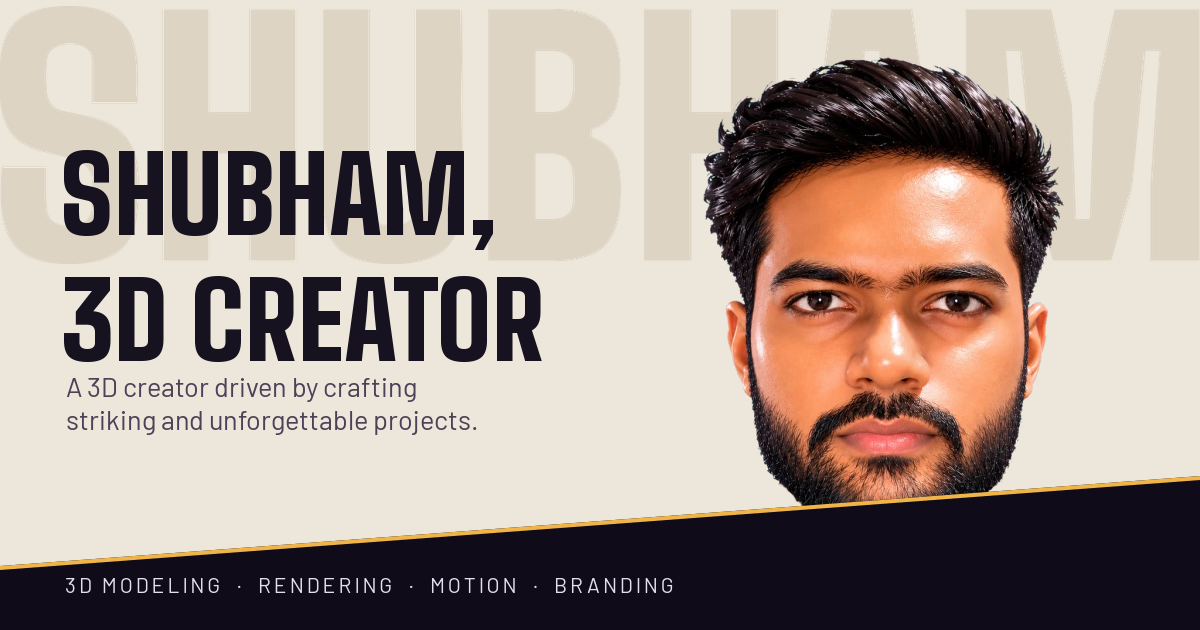 SHUBHAM
SHUBHAM,
3D CREATOR
A 3D creator driven by crafting
striking and unforgettable projects.
3D MODELING · RENDERING · MOTION · BRANDING